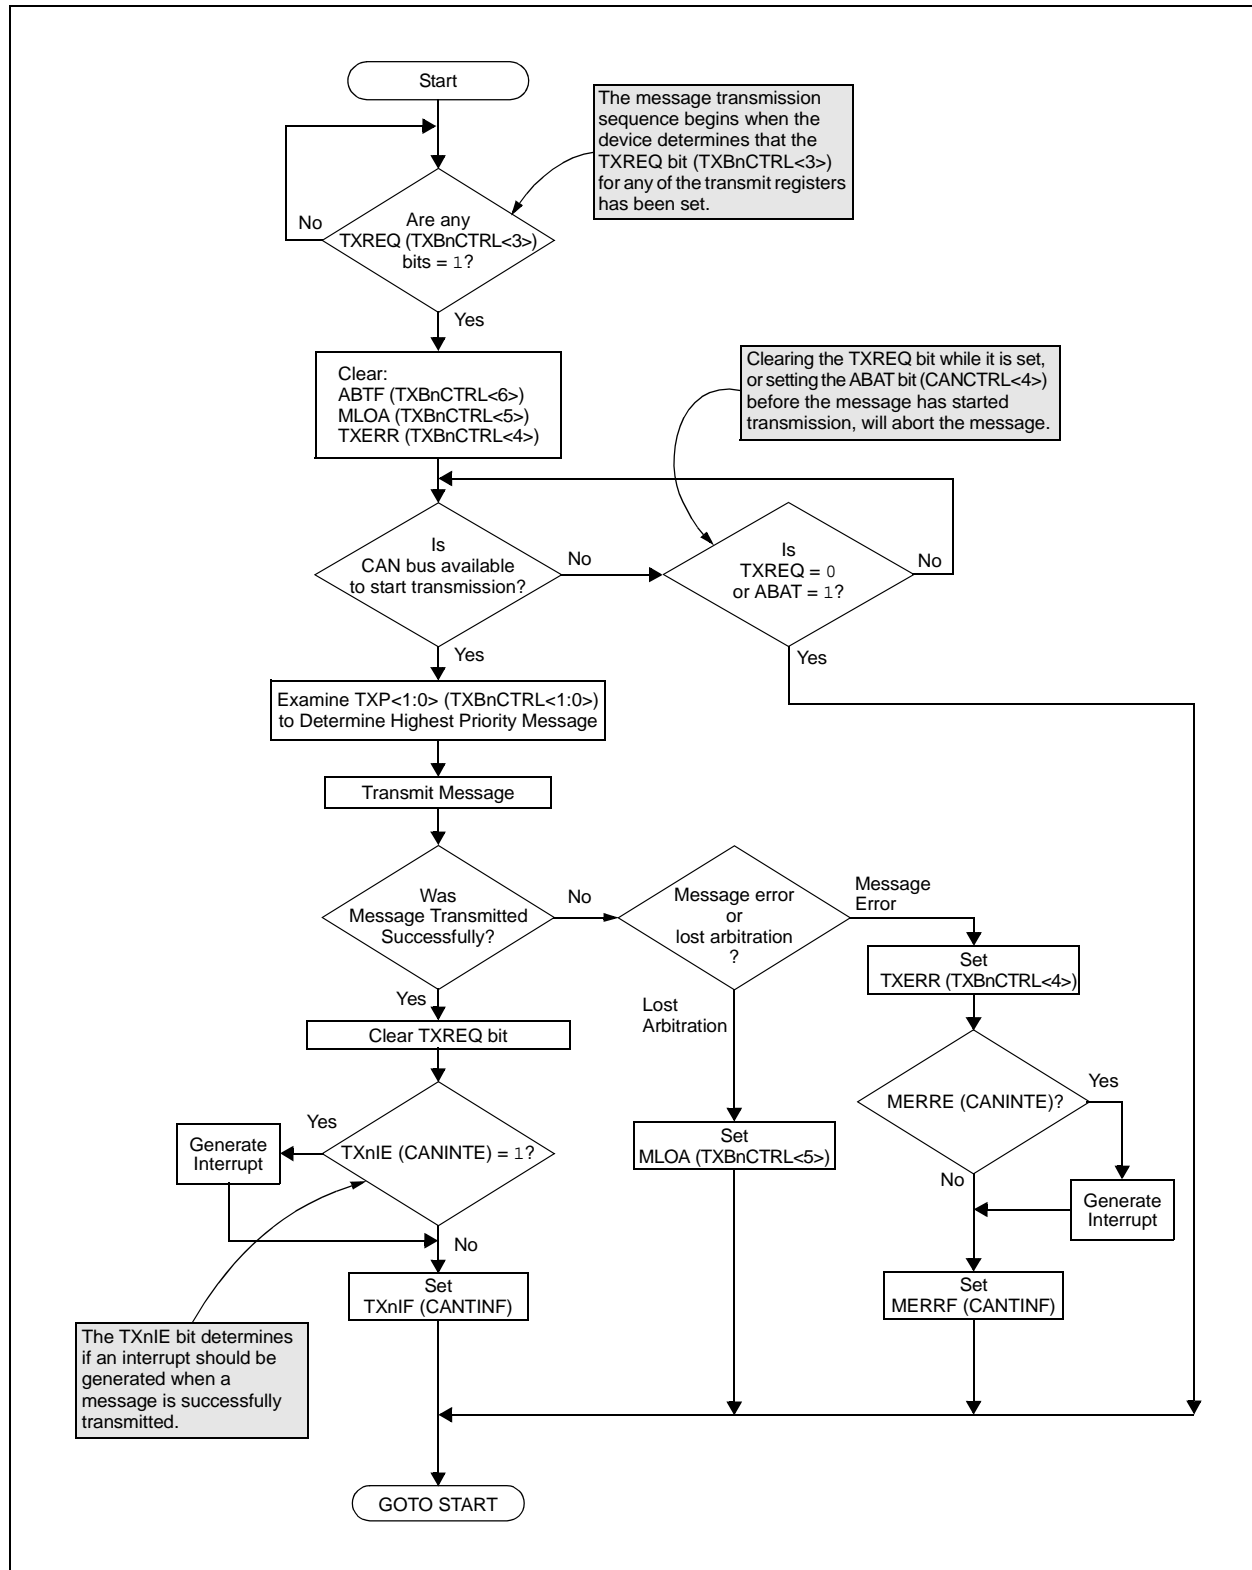 Start
The message transmission
sequence begins when the
device determines that the
TXREQ bit (TXBnCTRL<3>)
for any of the transmit registers
has been set.
No
Are any
TXREQ (TXBnCTRL<3>)
bits = 1?
Yes
Clear:
ABTF (TXBnCTRL<6>)
MLOA (TXBnCTRL<5>)
TXERR (TXBnCTRL<4>)
Clearing the TXREQ bit while it is set,
or setting the ABAT bit (CANCTRL<4>)
before the message has started
transmission, will abort the message.
Is
CAN bus available
to start transmission?
No
Is
TXREQ = 0
or ABAT = 1?
No
Yes
Yes
Examine TXP<1:0> (TXBnCTRL<1:0>)
to Determine Highest Priority Message
Transmit Message
Was
Message Transmitted
Successfully?
No
Message error
or
lost arbitration
?
Message
Error
Set
TXERR (TXBnCTRL<4>)
Yes
Lost
Arbitration
Clear TXREQ bit
MERRE (CANINTE)?
Yes
Yes
Generate
Interrupt
TXnIE (CANINTE) = 1?
Set
MLOA (TXBnCTRL<5>)
No
Generate
Interrupt
No
Set
TXnIF (CANTINF)
Set
MERRF (CANTINF)
The TXnIE bit determines
if an interrupt should be
generated when a
message is successfully
transmitted.
GOTO START